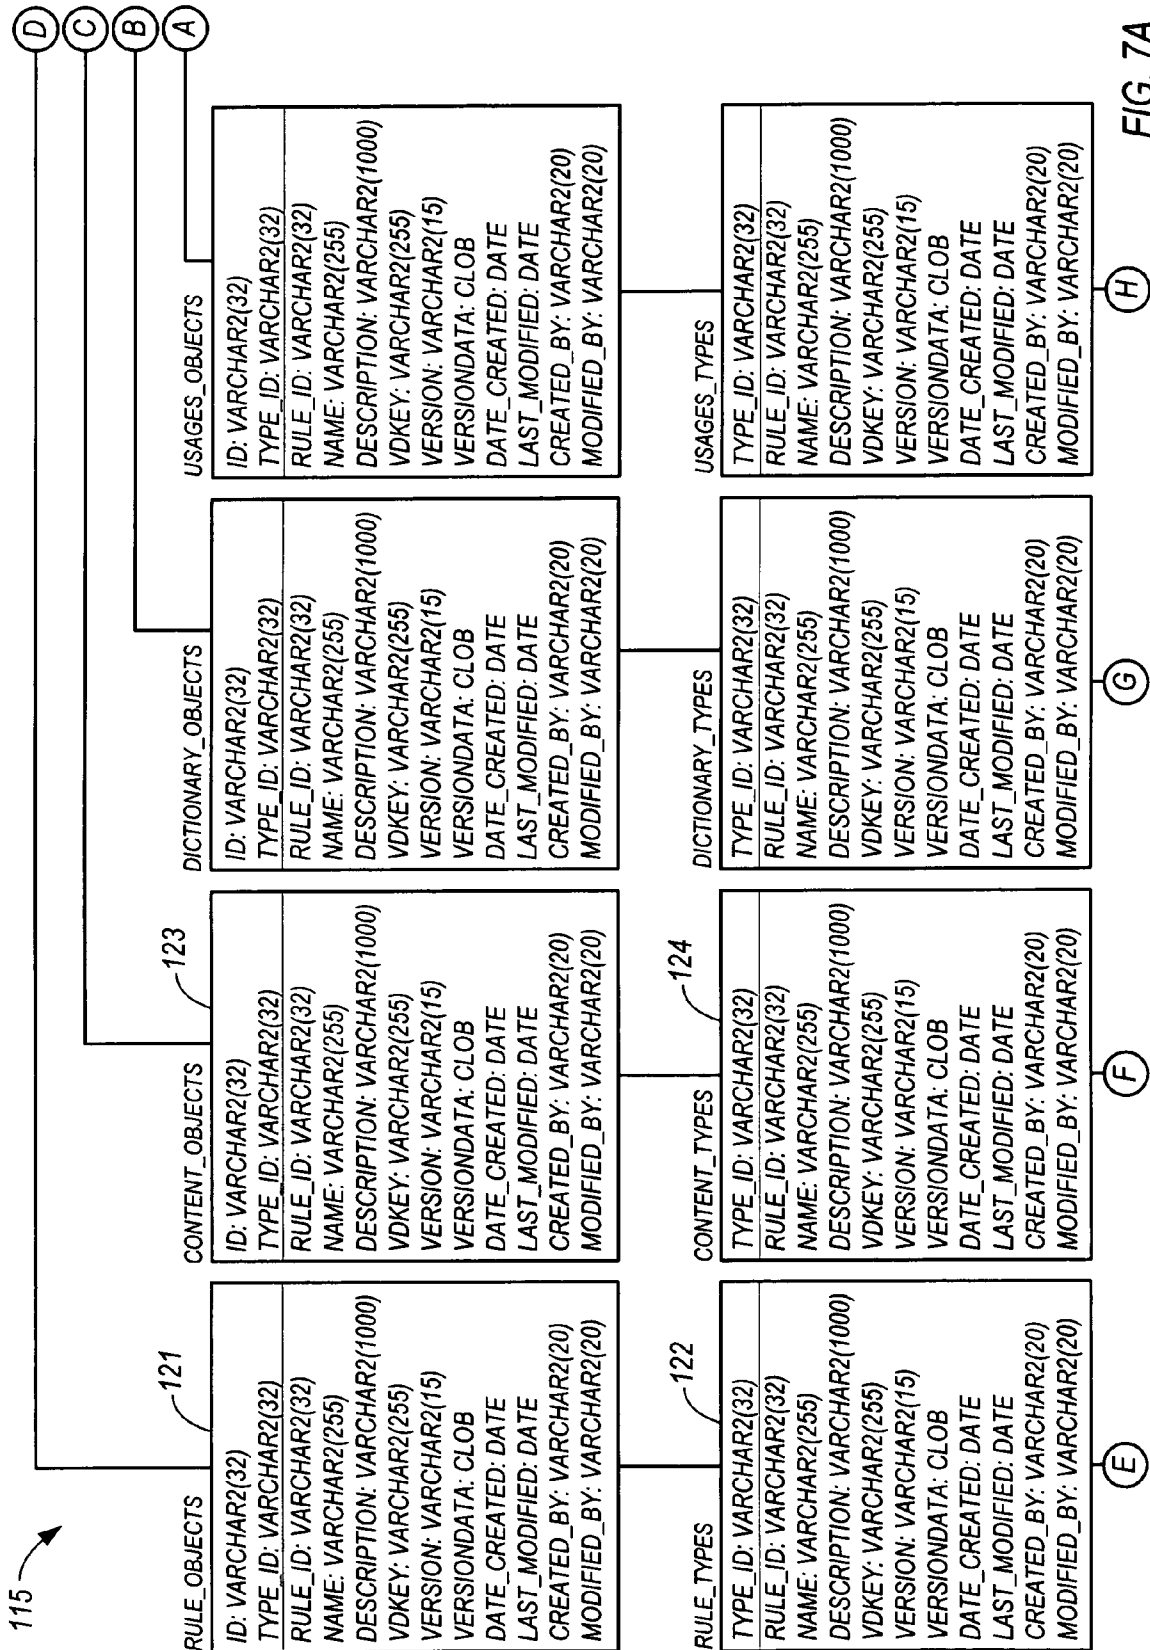 115
D
C
B
A
RULE_OBJECTS
121
ID: VARCHAR2(32)
TYPE_ID: VARCHAR2(32)
RULE_ID: VARCHAR2(32)
NAME: VARCHAR2(255)
DESCRIPTION: VARCHAR2(1000)
VDKEY: VARCHAR2(255)
VERSION: VARCHAR2(15)
VERSIONDATA: CLOB
DATE_CREATED: DATE
LAST_MODIFIED: DATE
CREATED_BY: VARCHAR2(20)
MODIFIED_BY: VARCHAR2(20)
CONTENT_OBJECTS
123
ID: VARCHAR2(32)
TYPE_ID: VARCHAR2(32)
RULE_ID: VARCHAR2(32)
NAME: VARCHAR2(255)
DESCRIPTION: VARCHAR2(1000)
VDKEY: VARCHAR2(255)
VERSION: VARCHAR2(15)
VERSIONDATA: CLOB
DATE_CREATED: DATE
LAST_MODIFIED: DATE
CREATED_BY: VARCHAR2(20)
MODIFIED_BY: VARCHAR2(20)
DICTIONARY_OBJECTS
ID: VARCHAR2(32)
TYPE_ID: VARCHAR2(32)
RULE_ID: VARCHAR2(32)
NAME: VARCHAR2(255)
DESCRIPTION: VARCHAR2(1000)
VDKEY: VARCHAR2(255)
VERSION: VARCHAR2(15)
VERSIONDATA: CLOB
DATE_CREATED: DATE
LAST_MODIFIED: DATE
CREATED_BY: VARCHAR2(20)
MODIFIED_BY: VARCHAR2(20)
USAGES_OBJECTS
ID: VARCHAR2(32)
TYPE_ID: VARCHAR2(32)
RULE_ID: VARCHAR2(32)
NAME: VARCHAR2(255)
DESCRIPTION: VARCHAR2(1000)
VDKEY: VARCHAR2(255)
VERSION: VARCHAR2(15)
VERSIONDATA: CLOB
DATE_CREATED: DATE
LAST_MODIFIED: DATE
CREATED_BY: VARCHAR2(20)
MODIFIED_BY: VARCHAR2(20)
RULE_TYPES
122
TYPE_ID: VARCHAR2(32)
RULE_ID: VARCHAR2(32)
NAME: VARCHAR2(255)
DESCRIPTION: VARCHAR2(1000)
VDKEY: VARCHAR2(255)
VERSION: VARCHAR2(15)
VERSIONDATA: CLOB
DATE_CREATED: DATE
LAST_MODIFIED: DATE
CREATED_BY: VARCHAR2(20)
MODIFIED_BY: VARCHAR2(20)
CONTENT_TYPES
124
TYPE_ID: VARCHAR2(32)
RULE_ID: VARCHAR2(32)
NAME: VARCHAR2(255)
DESCRIPTION: VARCHAR2(1000)
VDKEY: VARCHAR2(255)
VERSION: VARCHAR2(15)
VERSIONDATA: CLOB
DATE_CREATED: DATE
LAST_MODIFIED: DATE
CREATED_BY: VARCHAR2(20)
MODIFIED_BY: VARCHAR2(20)
DICTIONARY_TYPES
TYPE_ID: VARCHAR2(32)
RULE_ID: VARCHAR2(32)
NAME: VARCHAR2(255)
DESCRIPTION: VARCHAR2(1000)
VDKEY: VARCHAR2(255)
VERSION: VARCHAR2(15)
VERSIONDATA: CLOB
DATE_CREATED: DATE
LAST_MODIFIED: DATE
CREATED_BY: VARCHAR2(20)
MODIFIED_BY: VARCHAR2(20)
USAGES_TYPES
TYPE_ID: VARCHAR2(32)
RULE_ID: VARCHAR2(32)
NAME: VARCHAR2(255)
DESCRIPTION: VARCHAR2(1000)
VDKEY: VARCHAR2(255)
VERSION: VARCHAR2(15)
VERSIONDATA: CLOB
DATE_CREATED: DATE
LAST_MODIFIED: DATE
CREATED_BY: VARCHAR2(20)
MODIFIED_BY: VARCHAR2(20)
E
F
G
H
FIG. 7A